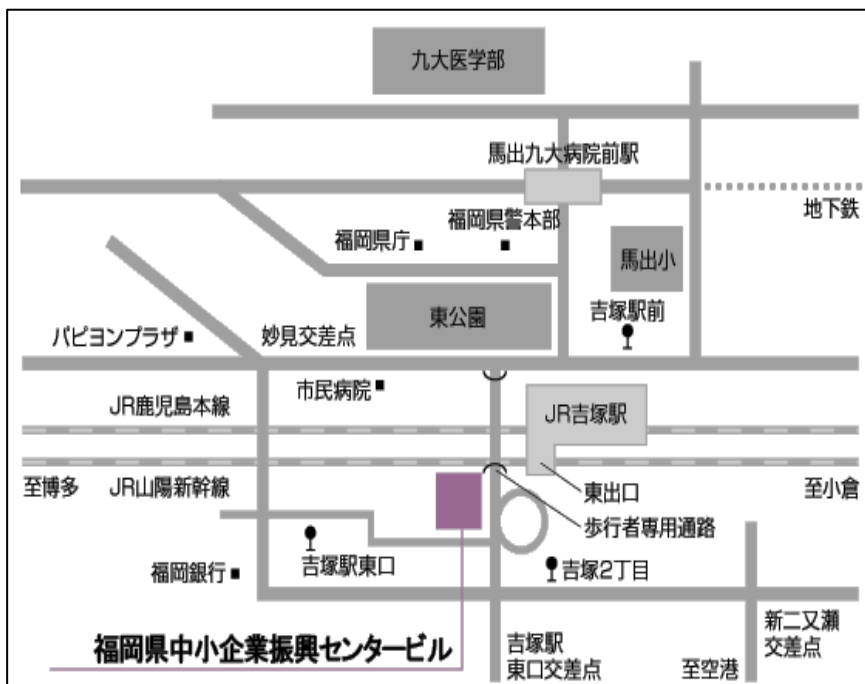 九大医学部
馬出九大病院前駅
地下鉄
福岡県警本部
福岡県庁
馬出小
東公園
吉塚駅前
パピヨンプラザ
妙見交差点
市民病院
JR鹿児島本線
JR吉塚駅
至博多
JR山陽新幹線
東出口
至小倉
歩行者専用通路
吉塚駅東口
福岡銀行
吉塚2丁目
福岡県中小企業振興センタービル
吉塚駅
東口交差点
新二又瀬
交差点
至空港